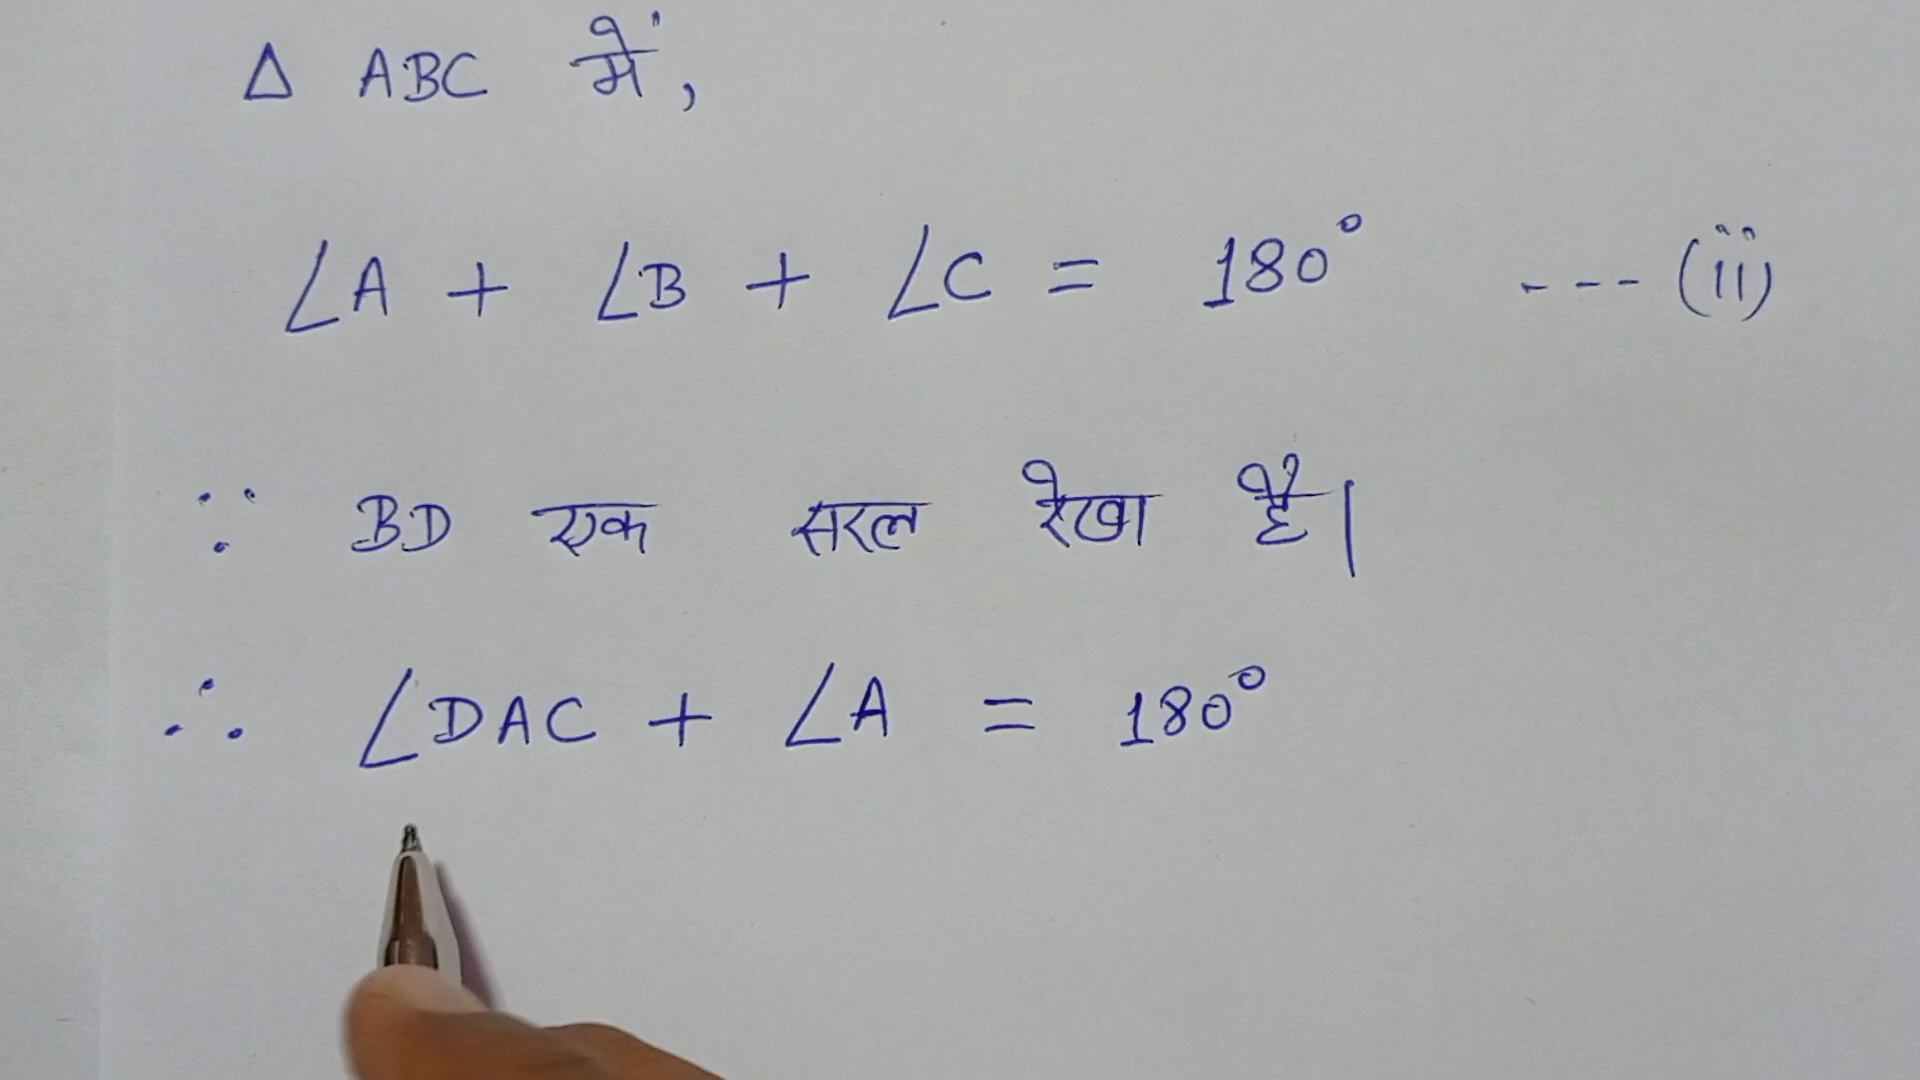 Δ ABC में,
∠A + ∠B + ∠C = 180° ---(ii)
∵ BD एक सरल रेखा है।
∴ ∠DAC + ∠A = 180°